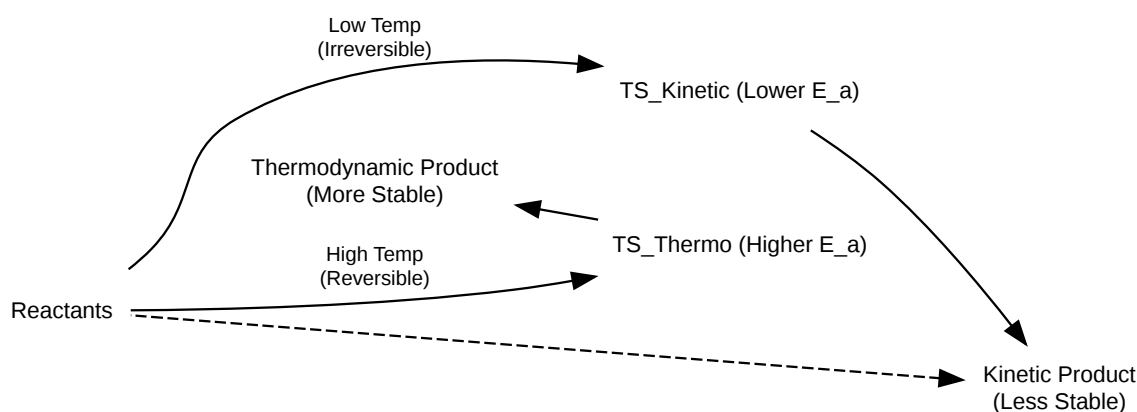 Low Temp
(Irreversible)
TS_Kinetic (Lower E_a)
Thermodynamic Product
(More Stable)
TS_Thermo (Higher E_a)
High Temp
(Reversible)
Reactants
Kinetic Product
(Less Stable)